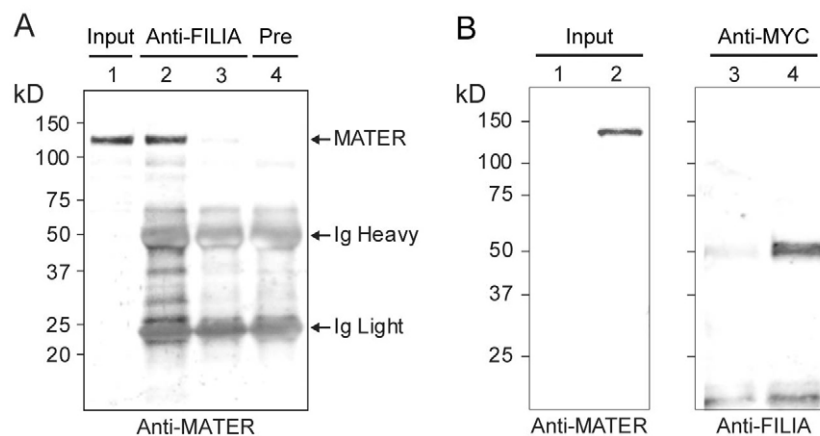 A
Input Anti-FILIA Pre
1 2 3 4
kD
150
100
75
50
37
25
20
MATER
Ig Heavy
Ig Light
Anti-MATER
B
Input Anti-MYC
1 2 3 4
kD
150
100
75
50
37
25
Anti-MATER Anti-FILIA